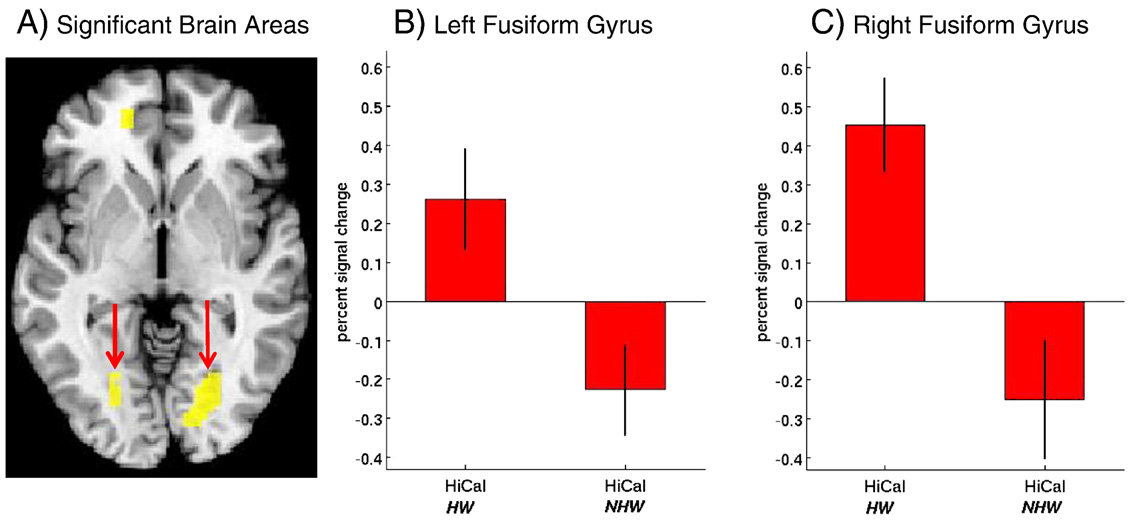 A) Significant Brain Areas
B) Left Fusiform Gyrus
percent signal change
0.6
0.5
0.4
0.3
0.2
0.1
0
-0.1
-0.2
-0.3
-0.4
HiCal HiCal
HW NHW
C) Right Fusiform Gyrus
percent signal change
0.6
0.5
0.4
0.3
0.2
0.1
0
-0.1
-0.2
-0.3
-0.4
HiCal HiCal
HW NHW